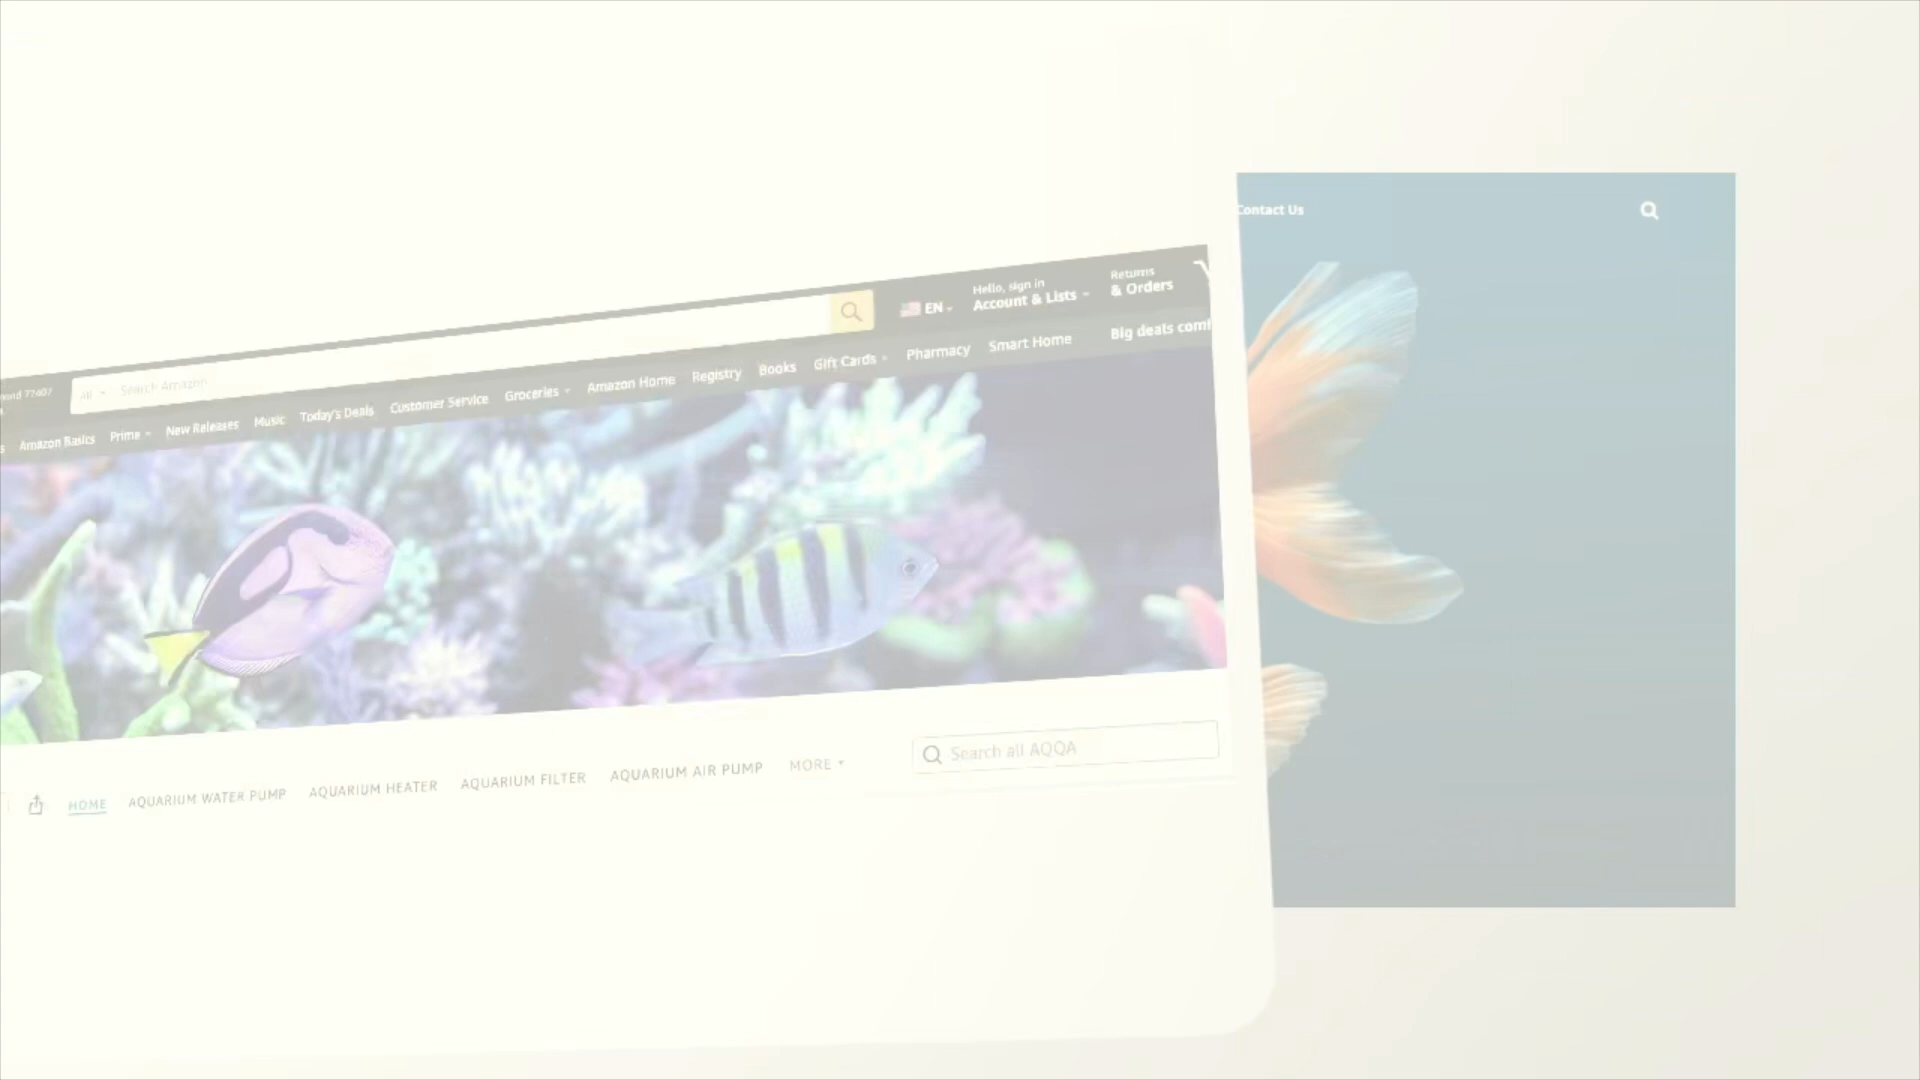 Contact Us
Hello, sign in
Account & Lists
Returns
& Orders
EN
All
Search Amazon
Amazon Basics
Prime
New Releases
Music
Today's Deals
Customer Service
Groceries
Amazon Home
Registry
Books
Gift Cards
Pharmacy
Smart Home
Big deals
HOME
AQUARIUM WATER PUMP
AQUARIUM HEATER
AQUARIUM FILTER
AQUARIUM AIR PUMP
MORE
Search all AQQA